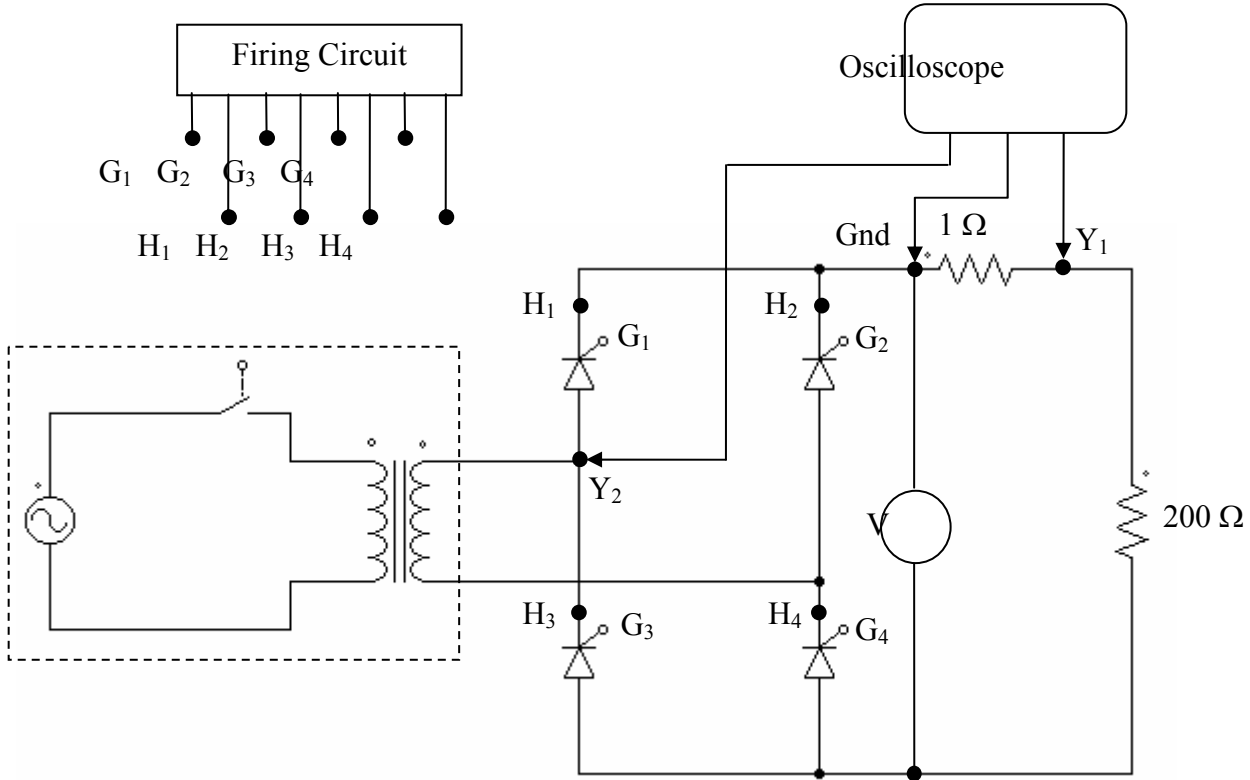 Firing Circuit
Oscilloscope
G₁ G₂ G₃ G₄
H₁ H₂ H₃ H₄
Gnd
1 Ω
Y₁
H₁
G₁
H₂
G₂
Y₂
V
200 Ω
H₃
G₃
H₄
G₄